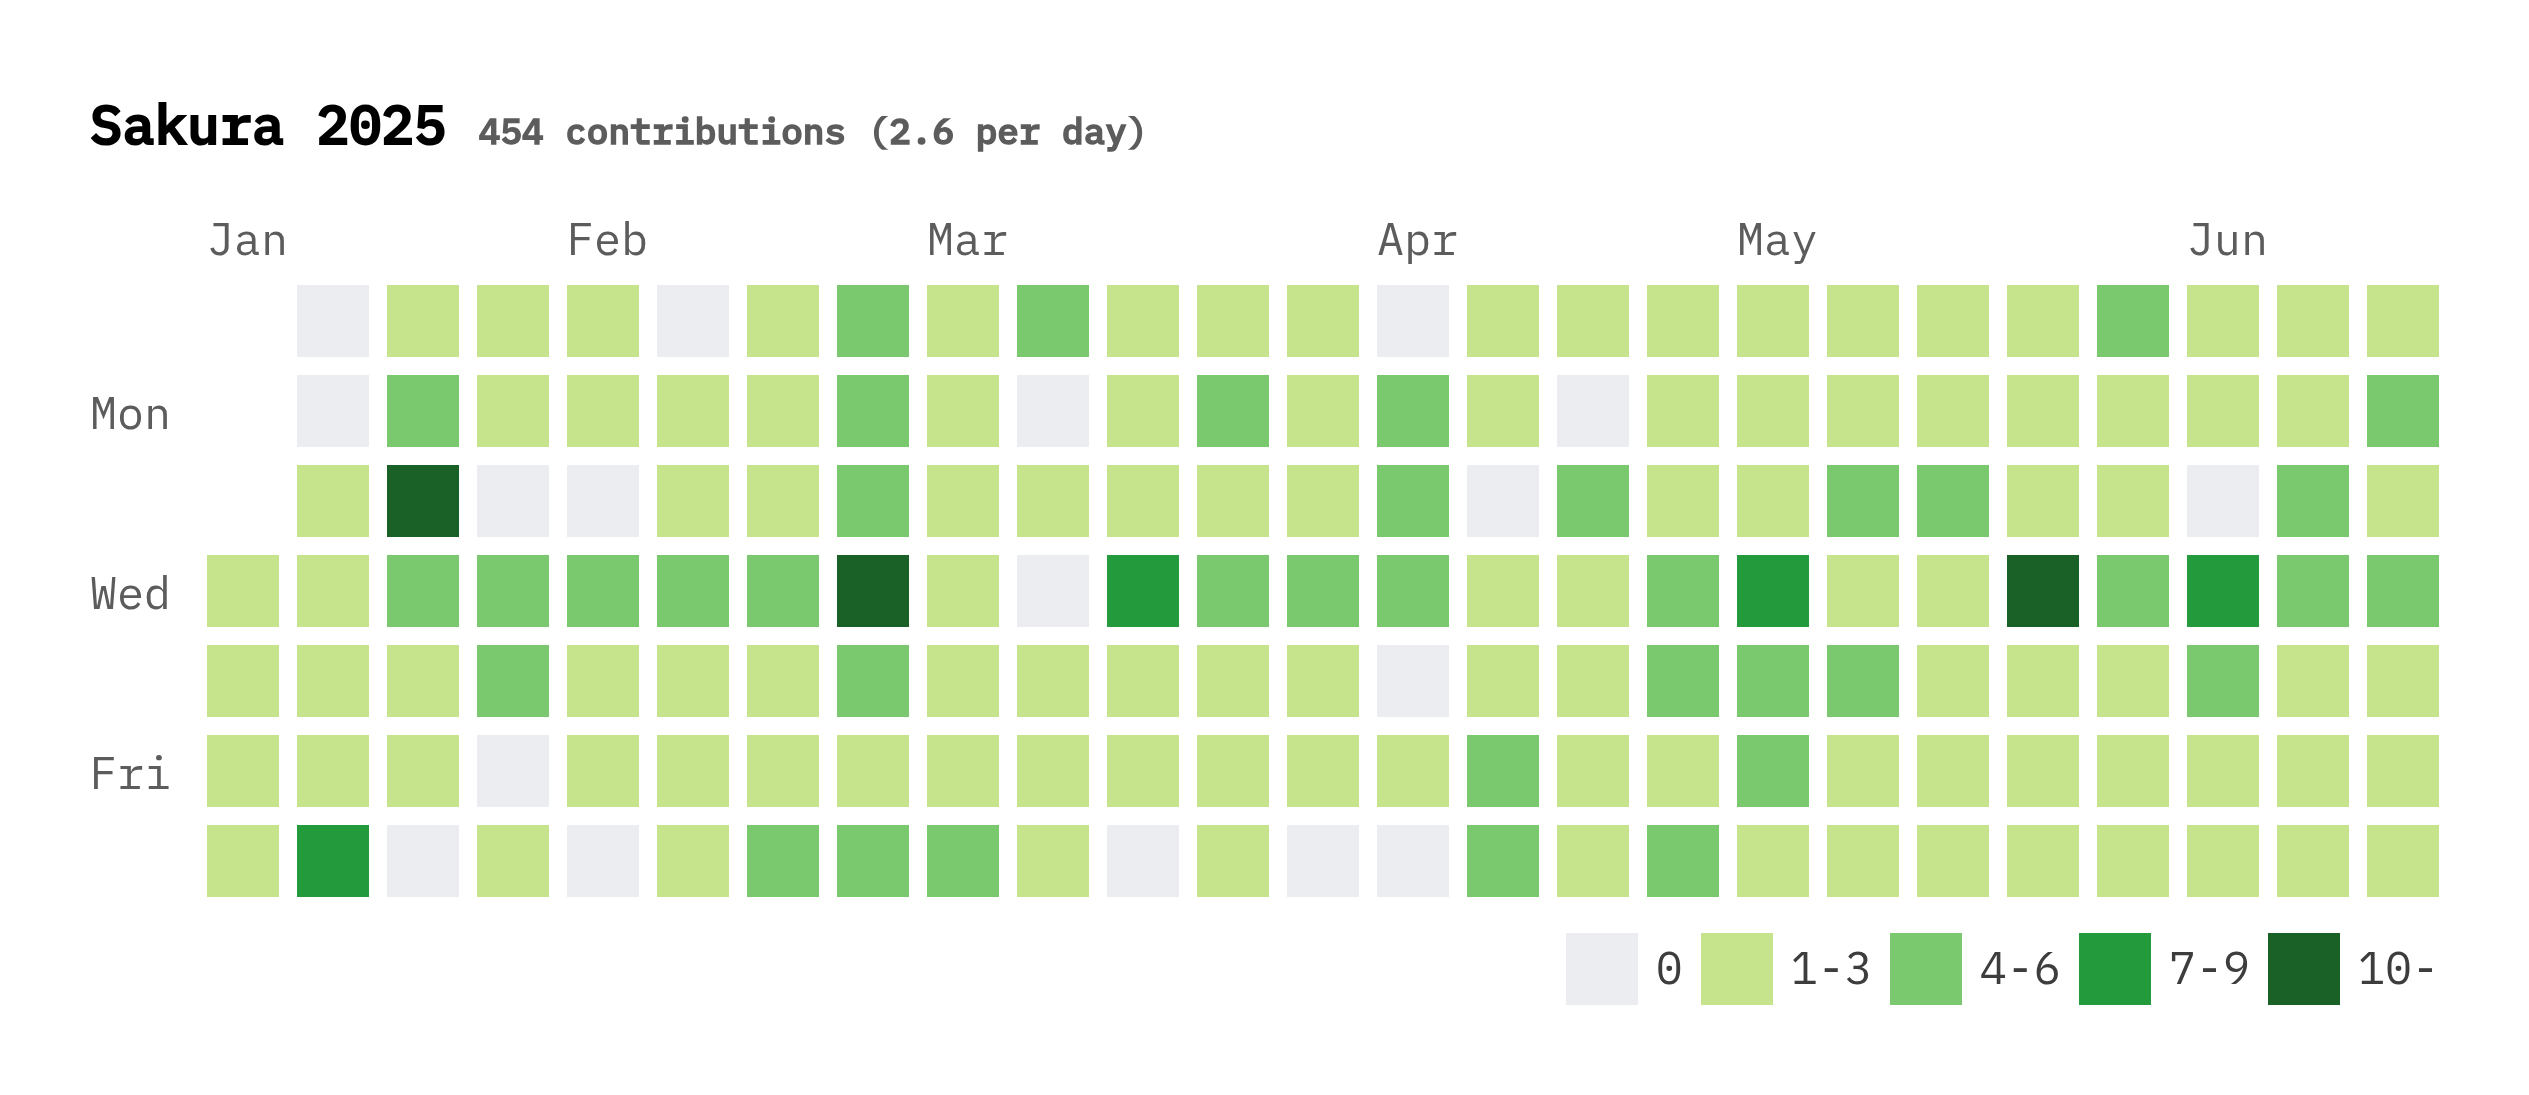 Sakura 2025 454 contributions (2.6 per day)
Jan Feb Mar Apr May Jun
Mon
Wed
Fri
0 1-3 4-6 7-9 10-